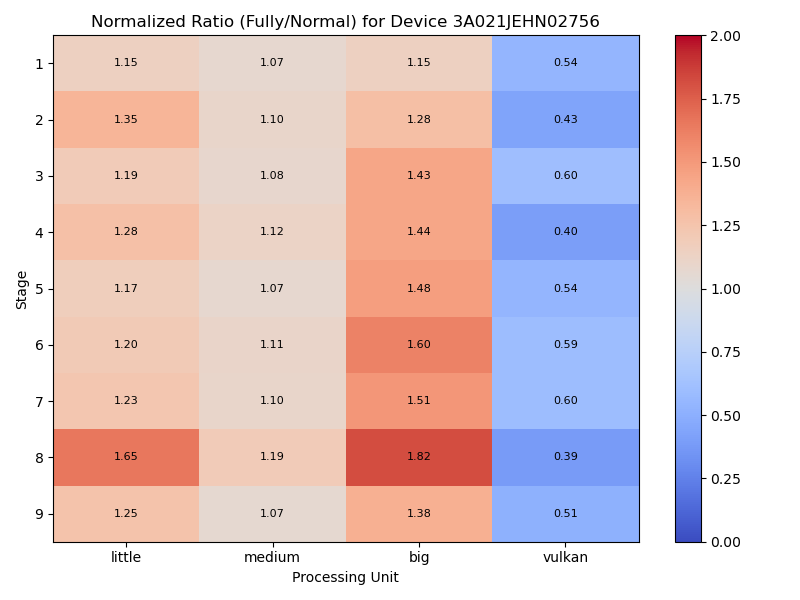 Normalized Ratio (Fully/Normal) for Device 3A021JEHN02756
1 1.15 1.07 1.15 0.54
2 1.35 1.10 1.28 0.43
3 1.19 1.08 1.43 0.60
4 1.28 1.12 1.44 0.40
5 1.17 1.07 1.48 0.54
6 1.20 1.11 1.60 0.59
7 1.23 1.10 1.51 0.60
8 1.65 1.19 1.82 0.39
9 1.25 1.07 1.38 0.51
Stage
little medium big vulkan
Processing Unit
2.00
1.75
1.50
1.25
1.00
0.75
0.50
0.25
0.00